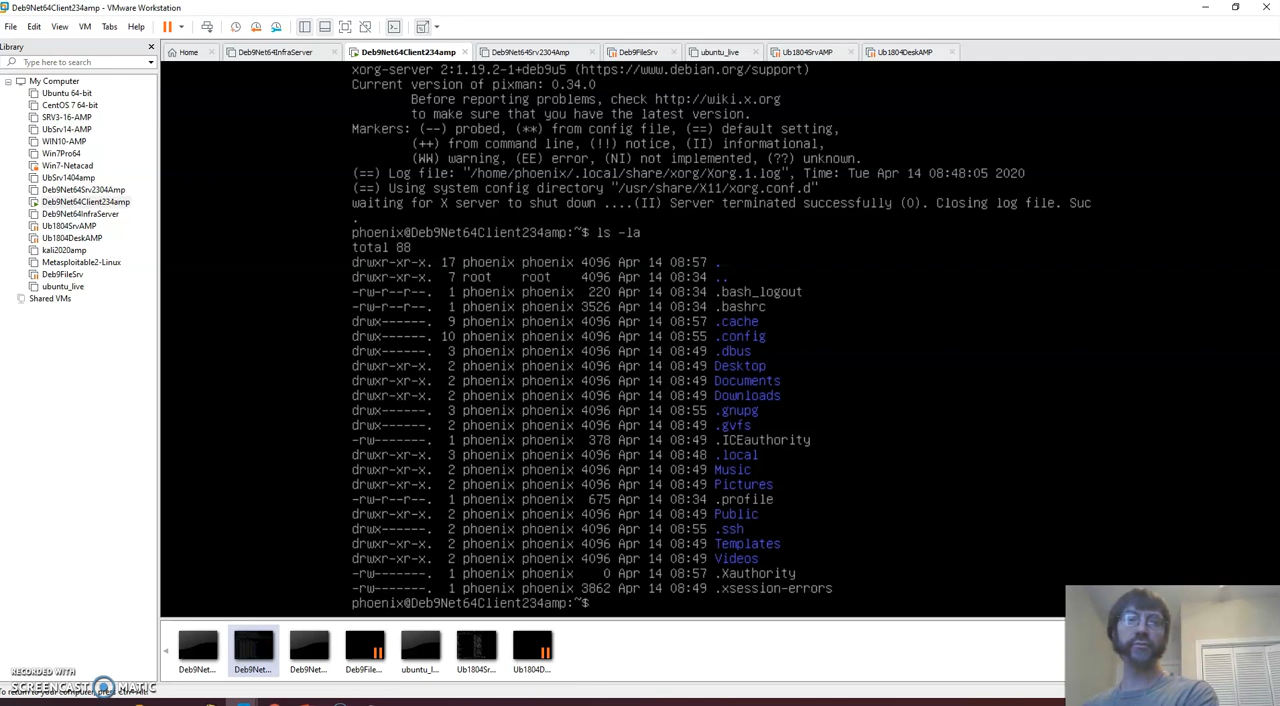 Deb9Net64Client234amp - VMware Workstation
File Edit View VM Tabs Help
Library
Type here to search
Home Deb9Net64InfraServer Deb9Net64Client234amp Deb9Net64Srv2304Amp Deb9FileSrv ubuntu_live Ub1804SrvAMP Ub1804DeskAMP
My Computer
Ubuntu 64-bit
CentOS 7 64-bit
SRV3-16-AMP
UbSrv14-AMP
WIN10-AMP
Win7Pro64
Win7-Netacad
UbSrv1404amp
Deb9Net64Srv2304Amp
Deb9Net64Client234amp
Deb9Net64InfraServer
Ub1804SrvAMP
Ub1804DeskAMP
kali2020amp
Metasploitable2-Linux
Deb9FileSrv
ubuntu_live
Shared VMs
xorg-server 2:1.19.2-1+deb9u5 (https://www.debian.org/support)
Current version of pixman: 0.34.0
Before reporting problems, check http://wiki.x.org
to make sure that you have the latest version.
Markers: (--) probed, (**) from config file, (==) default setting,
(++) from command line, (!!) notice, (II) informational,
(WW) warning, (EE) error, (NI) not implemented, (??) unknown.
(==) Log file: "/home/phoenix/.local/share/xorg/Xorg.1.log", Time: Tue Apr 14 08:48:05 2020
(==) Using system config directory "/usr/share/X11/xorg.conf.d"
waiting for X server to shut down ....(II) Server terminated successfully (0). Closing log file. Suc
.
phoenix@Deb9Net64Client234amp:~$ ls -la
total 88
drwxr-xr-x. 17 phoenix phoenix 4096 Apr 14 08:57 .
drwxr-xr-x. 7 root root 4096 Apr 14 08:34 ..
-rw-r--r--. 1 phoenix phoenix 220 Apr 14 08:34 .bash_logout
-rw-r--r--. 1 phoenix phoenix 3526 Apr 14 08:34 .bashrc
drwx------. 9 phoenix phoenix 4096 Apr 14 08:57 .cache
drwx------. 10 phoenix phoenix 4096 Apr 14 08:55 .config
drwx------. 3 phoenix phoenix 4096 Apr 14 08:49 .dbus
drwxr-xr-x. 2 phoenix phoenix 4096 Apr 14 08:49 Desktop
drwxr-xr-x. 2 phoenix phoenix 4096 Apr 14 08:49 Documents
drwxr-xr-x. 2 phoenix phoenix 4096 Apr 14 08:49 Downloads
drwx------. 3 phoenix phoenix 4096 Apr 14 08:55 .gnupg
drwx------. 2 phoenix phoenix 4096 Apr 14 08:49 .gvfs
-rw-------. 1 phoenix phoenix 378 Apr 14 08:49 .ICEauthority
drwx------. 3 phoenix phoenix 4096 Apr 14 08:48 .local
drwxr-xr-x. 2 phoenix phoenix 4096 Apr 14 08:49 Music
drwxr-xr-x. 2 phoenix phoenix 4096 Apr 14 08:49 Pictures
-rw-r--r--. 1 phoenix phoenix 675 Apr 14 08:34 .profile
drwxr-xr-x. 2 phoenix phoenix 4096 Apr 14 08:49 Public
drwx------. 2 phoenix phoenix 4096 Apr 14 08:55 .ssh
drwxr-xr-x. 2 phoenix phoenix 4096 Apr 14 08:49 Templates
drwxr-xr-x. 2 phoenix phoenix 4096 Apr 14 08:49 Videos
-rw-------. 1 phoenix phoenix 0 Apr 14 08:57 .Xauthority
-rw-------. 1 phoenix phoenix 3862 Apr 14 08:49 .xsession-errors
phoenix@Deb9Net64Client234amp:~$
Deb9Net... Deb9Net... Deb9Net... Deb9File... ubuntu_l... Ub1804Sr... Ub1804D...
RECORDED WITH
SCREENCAST MATIC